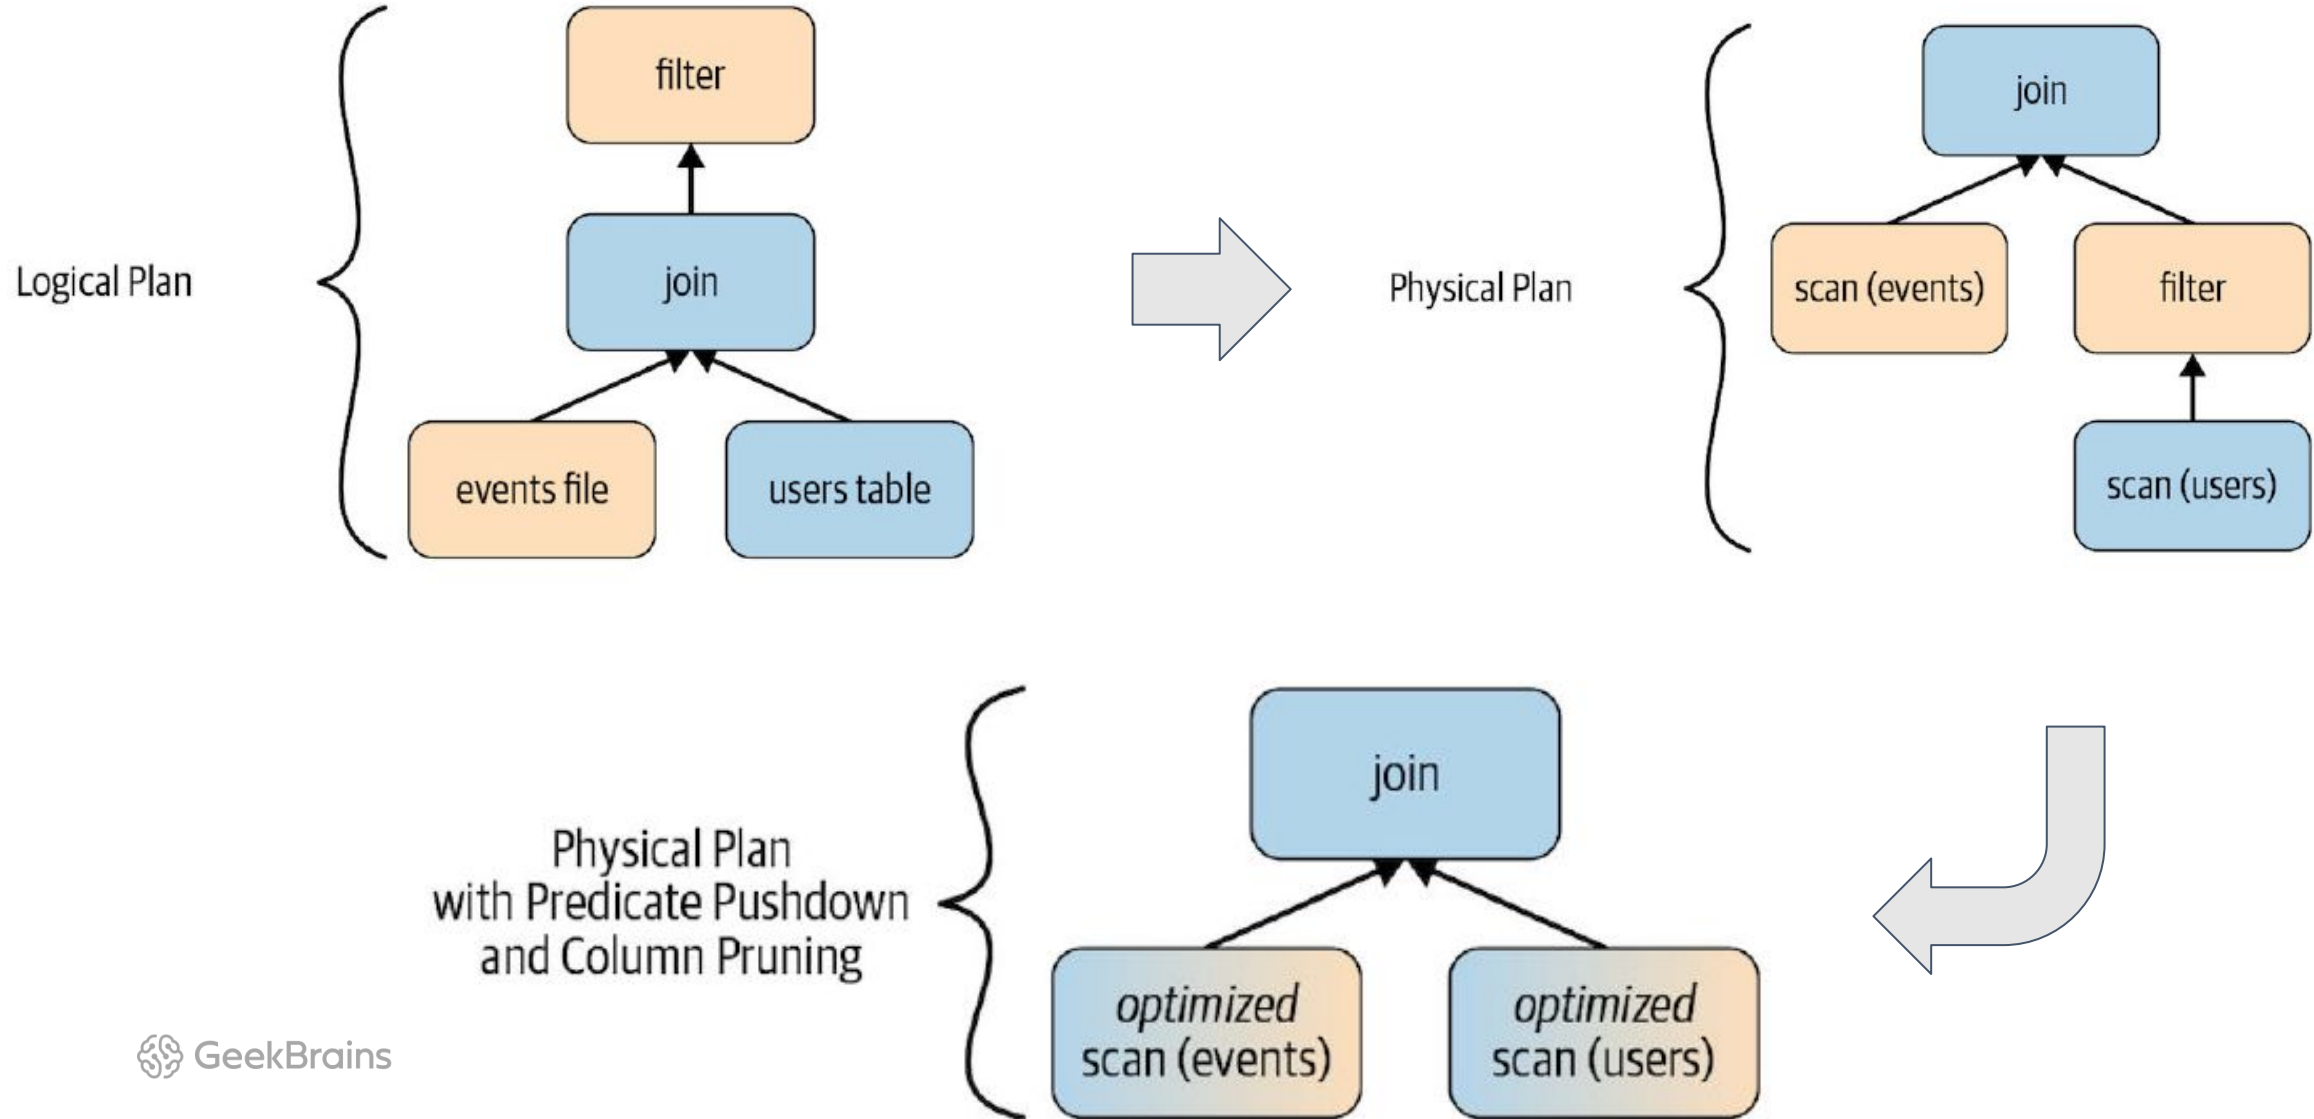 Logical Plan
filter
join
events file
users table
Physical Plan
join
scan (events)
filter
scan (users)
Physical Plan
with Predicate Pushdown
and Column Pruning
join
optimized
scan (events)
optimized
scan (users)
GeekBrains